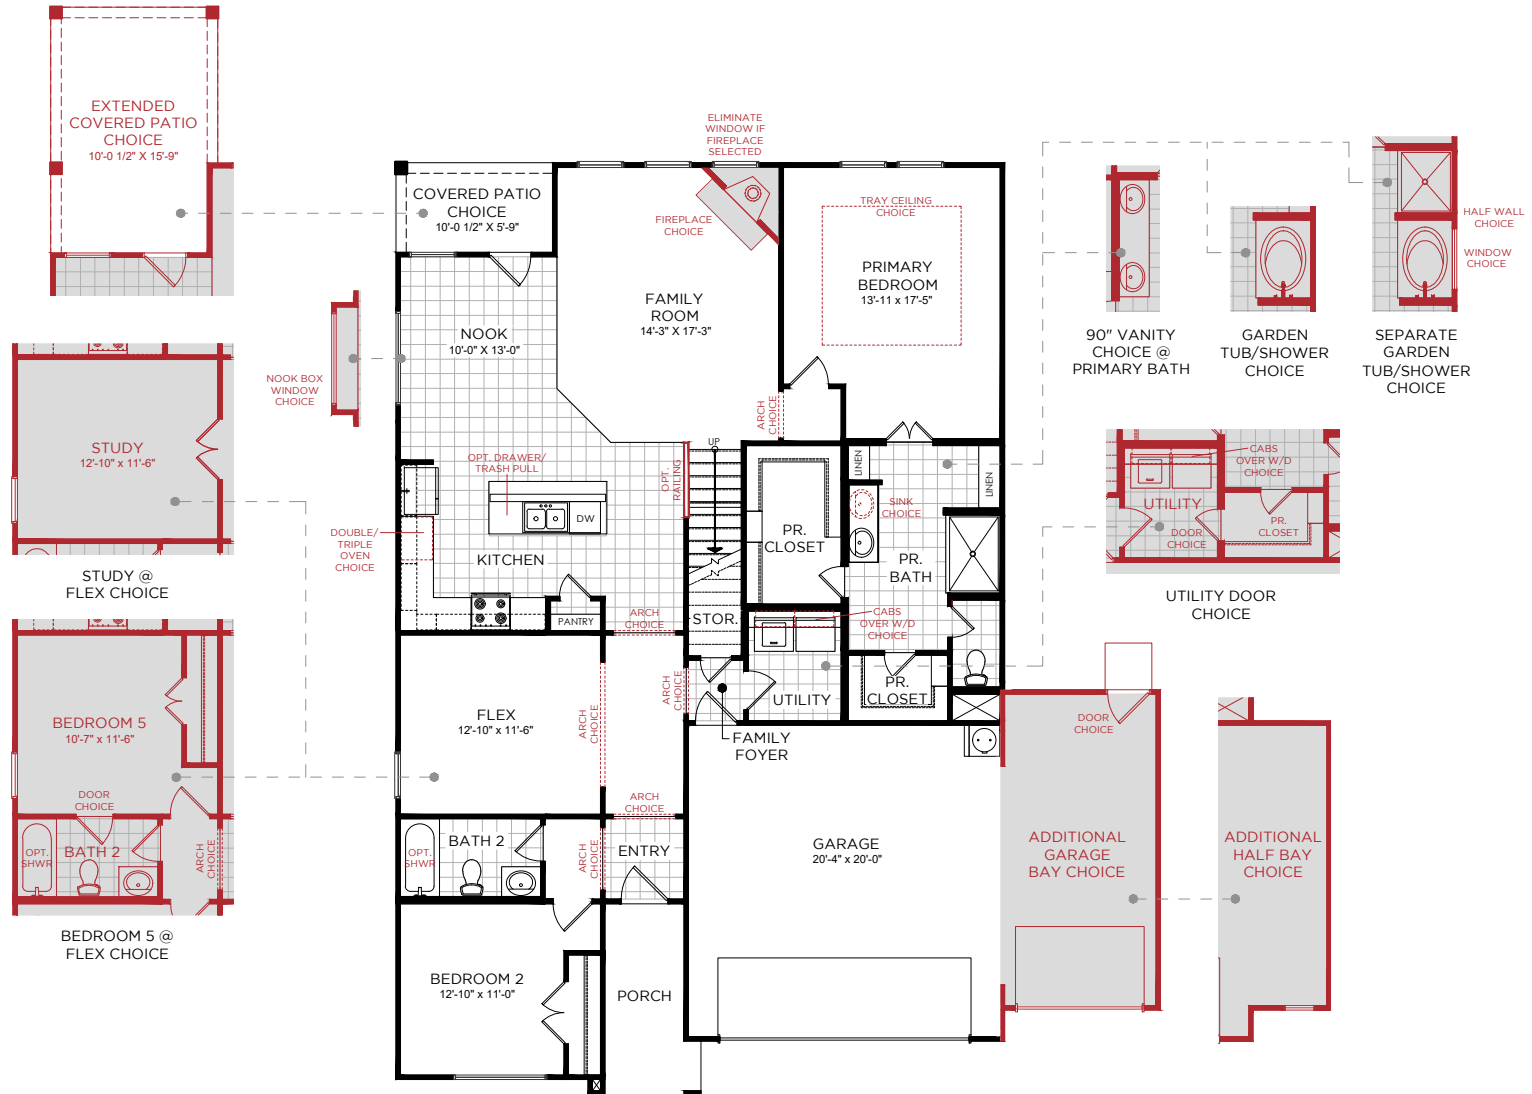 EXTENDED
COVERED PATIO
CHOICE
10'-0 1/2" X 15'-9"
ELIMINATE
WINDOW IF
FIREPLACE
SELECTED
COVERED PATIO
CHOICE
10'-0 1/2" X 5'-9"
FIREPLACE
CHOICE
TRAY CEILING
CHOICE
PRIMARY
BEDROOM
13'-11 x 17'-5"
FAMILY
ROOM
14'-3" X 17'-3"
NOOK
10'-0" X 13'-0"
NOOK BOX
WINDOW
CHOICE
HALF WALL
CHOICE
WINDOW
CHOICE
90" VANITY
CHOICE @
PRIMARY BATH
GARDEN
TUB/SHOWER
CHOICE
SEPARATE
GARDEN
TUB/SHOWER
CHOICE
STUDY
12'-10" x 11'-6"
STUDY @
FLEX CHOICE
ARCH
CHOICE
UP
OPT. DRAWER/
TRASH PULL
OPT.
RAILING
LINEN
LINEN
SINK
CHOICE
DW
DOUBLE/
TRIPLE
OVEN
CHOICE
KITCHEN
PR.
CLOSET
PR.
BATH
CABS
OVER W/D
CHOICE
UTILITY
DOOR
CHOICE
PR.
CLOSET
UTILITY DOOR
CHOICE
PANTRY
ARCH
CHOICE
STOR.
CABS
OVER W/D
CHOICE
ARCH
CHOICE
UTILITY
PR.
CLOSET
FAMILY
FOYER
FLEX
12'-10" x 11'-6"
ARCH
CHOICE
BEDROOM 5
10'-7" x 11'-6"
DOOR
CHOICE
OPT.
SHWR
BATH 2
ARCH
CHOICE
BEDROOM 5 @
FLEX CHOICE
ARCH
CHOICE
OPT.
SHWR
BATH 2
ARCH
CHOICE
ENTRY
GARAGE
20'-4" x 20'-0"
DOOR
CHOICE
ADDITIONAL
GARAGE
BAY CHOICE
ADDITIONAL
HALF BAY
CHOICE
BEDROOM 2
12'-10" x 11'-0"
PORCH